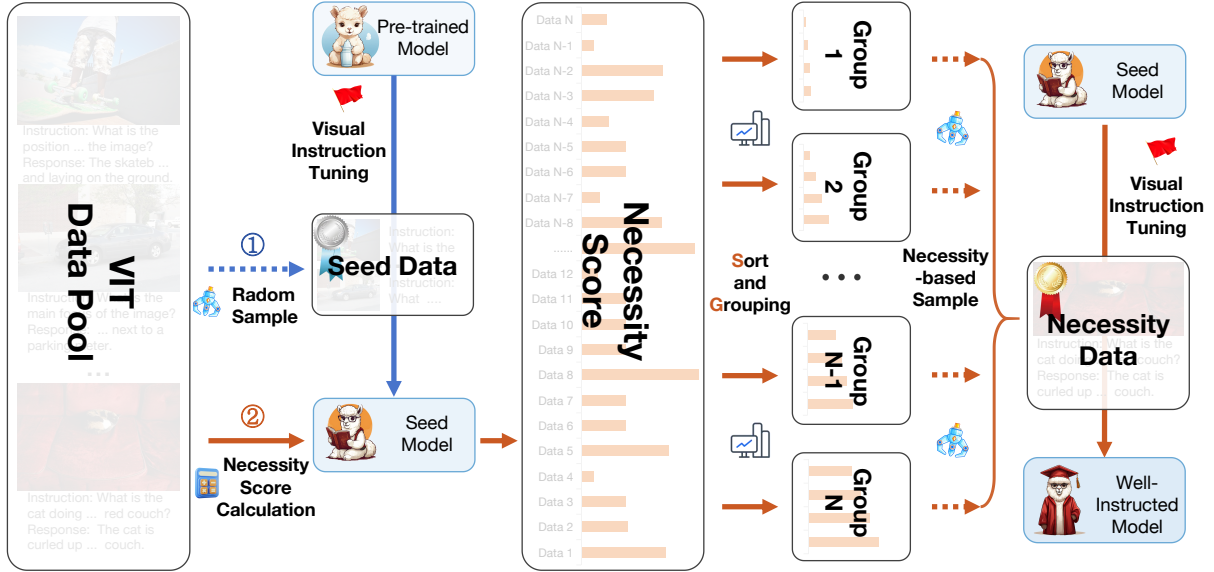 Instruction: What is the
position ... the image?
Response: The skateb ...
and laying on the ground.
VIT
Data Pool
Instruction: What is the
main of the image?
... next to a
parking meter.
...
Instruction: What is the
cat doing ... red couch?
Response: The cat is
curled up ... couch.
①
Radom
Sample
②
Necessity
Score
Calculation
Pre-trained
Model
Visual
Instruction
Tuning
Instruction:
What is the
Seed Data
Instruction:
What ....
Seed
Model
Data N
Data N-1
Data N-2
Data N-3
Data N-4
Data N-5
Data N-6
Data N-7
Data N-8
......
Data 12
Data 11
Data 10
Data 9
Data 8
Data 7
Data 6
Data 5
Data 4
Data 3
Data 2
Data 1
Necessity
Score
Sort
and
Grouping
Group
1
Group
2
...
Group
N-1
Group
N
Necessity
-based
Sample
Seed
Model
Visual
Instruction
Tuning
Necessity
Data
Instruction: What is the
cat doing couch?
Response: The cat is
curled up ... couch.
Well-
Instructed
Model